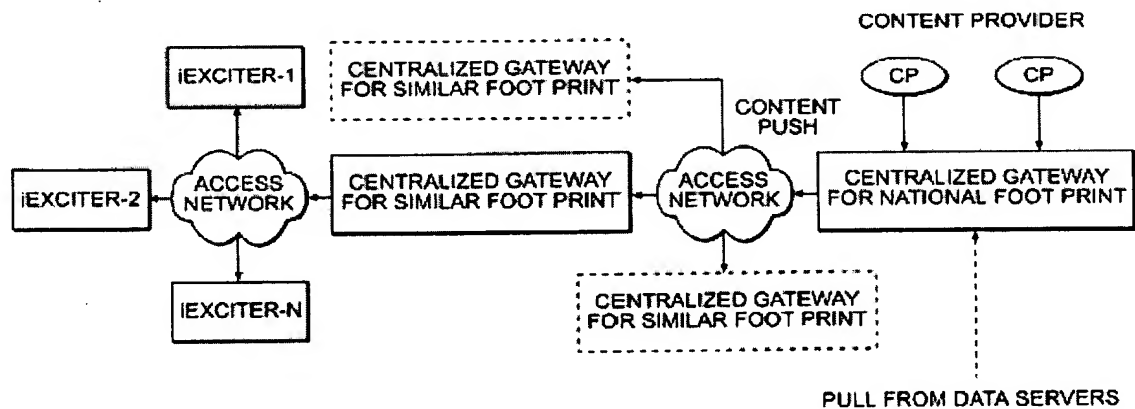 CONTENT PROVIDER
CP
CP
iEXCITER-1
CENTRALIZED GATEWAY
FOR SIMILAR FOOT PRINT
CONTENT
PUSH
iEXCITER-2
ACCESS
NETWORK
CENTRALIZED GATEWAY
FOR SIMILAR FOOT PRINT
ACCESS
NETWORK
CENTRALIZED GATEWAY
FOR NATIONAL FOOT PRINT
iEXCITER-N
CENTRALIZED GATEWAY
FOR SIMILAR FOOT PRINT
PULL FROM DATA SERVERS